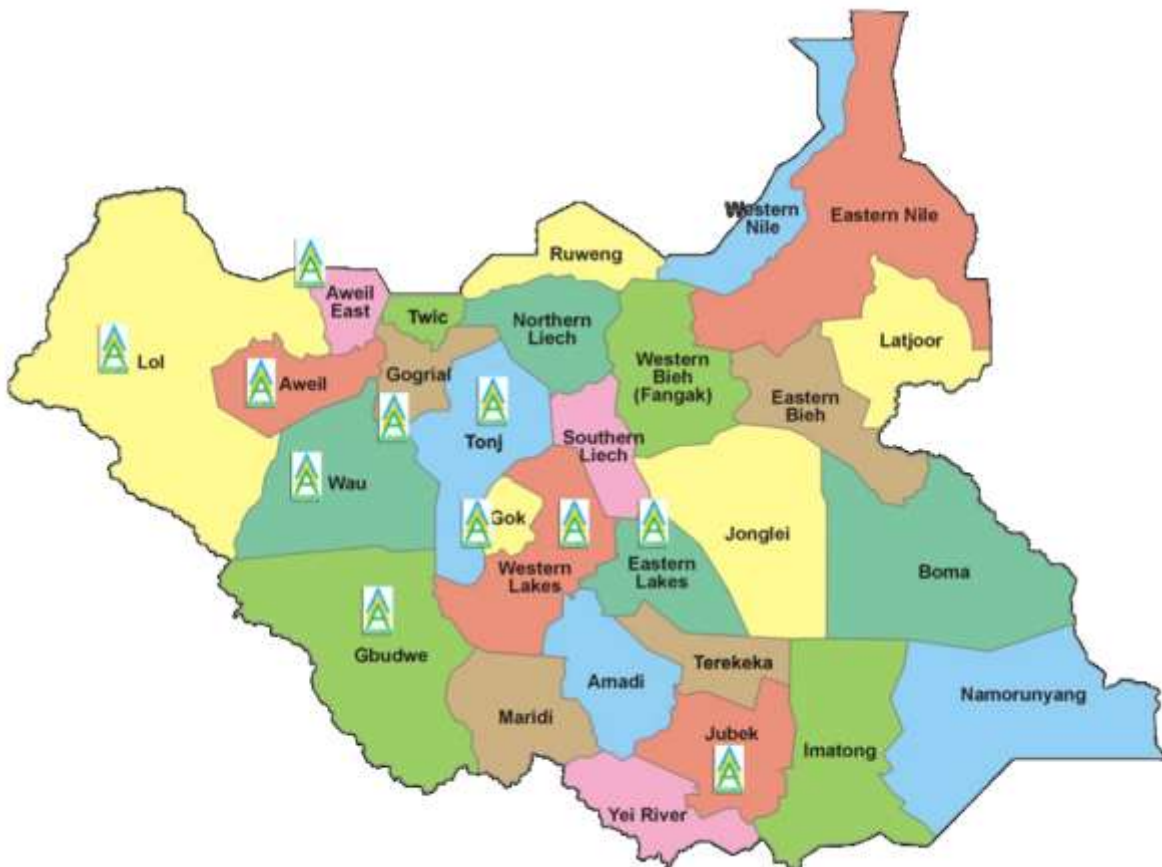 Western
Nile
Eastern Nile
Ruweng
Aweil
East
Twic
Northern
Liech
Latjoor
Lol
Aweil
Gogrial
Western
Bieh
(Fangak)
Eastern
Bieh
Tonj
Southern
Liech
Wau
Gok
Jonglei
Western
Lakes
Eastern
Lakes
Boma
Gbudwe
Terekeka
Amadi
Namorunyang
Maridi
Jubek
Imatong
Yei River